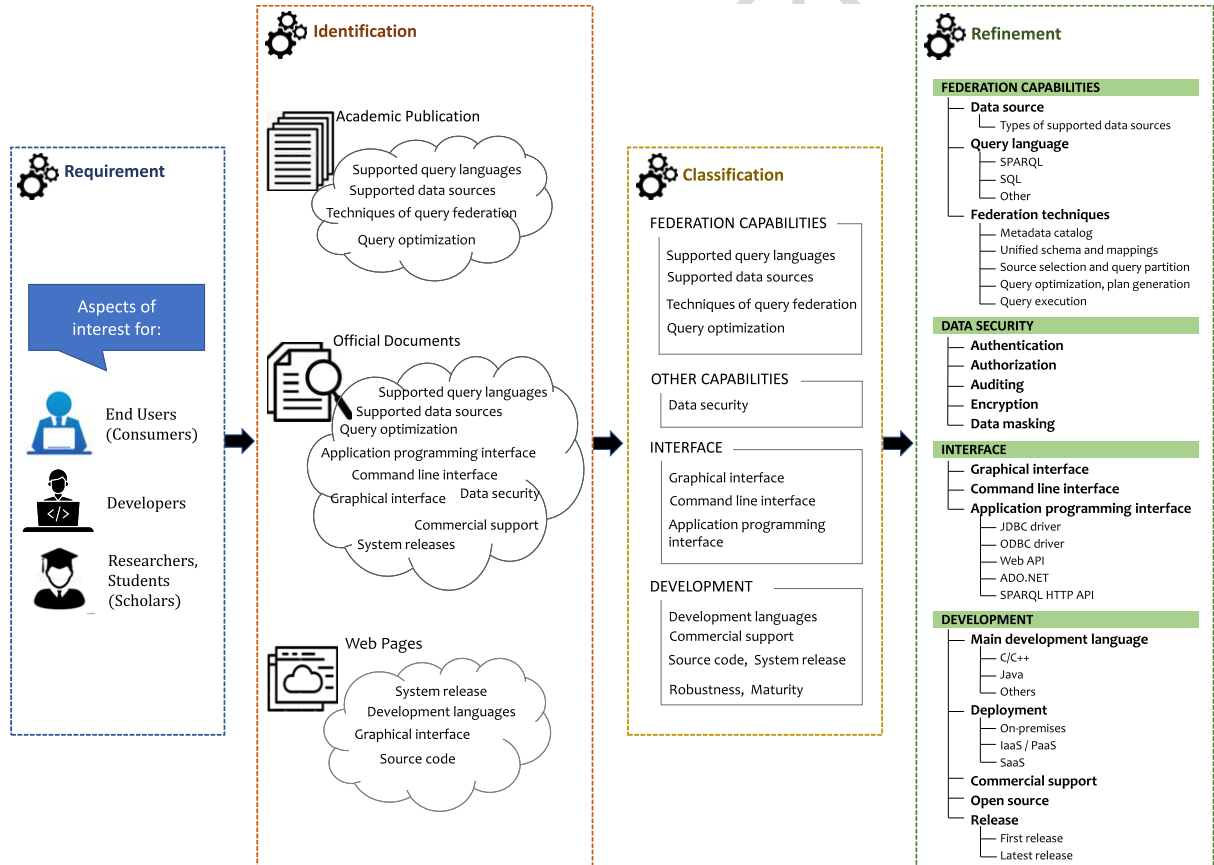 Requirement
Aspects of
interest for:
End Users
(Consumers)
Developers
</>
Researchers,
Students
(Scholars)
Identification
Academic Publication
Supported query languages
Supported data sources
Techniques of query federation
Query optimization
Official Documents
Supported query languages
Supported data sources
Query optimization
Application programming interface
Command line interface
Graphical interface
Data security
Commercial support
System releases
Web Pages
System release
Development languages
Graphical interface
Source code
Classification
FEDERATION CAPABILITIES
Supported query languages
Supported data sources
Techniques of query federation
Query optimization
OTHER CAPABILITIES
Data security
INTERFACE
Graphical interface
Command line interface
Application programming
interface
DEVELOPMENT
Development languages
Commercial support
Source code, System release
Robustness, Maturity
Refinement
FEDERATION CAPABILITIES
Data source
Types of supported data sources
Query language
SPARQL
SQL
Other
Federation techniques
Metadata catalog
Unified schema and mappings
Source selection and query partition
Query optimization, plan generation
Query execution
DATA SECURITY
Authentication
Authorization
Auditing
Encryption
Data masking
INTERFACE
Graphical interface
Command line interface
Application programming interface
JDBC driver
ODBC driver
Web API
ADO.NET
SPARQL HTTP API
DEVELOPMENT
Main development language
C/C++
Java
Others
Deployment
On-premises
IaaS / PaaS
SaaS
Commercial support
Open source
Release
First release
Latest release